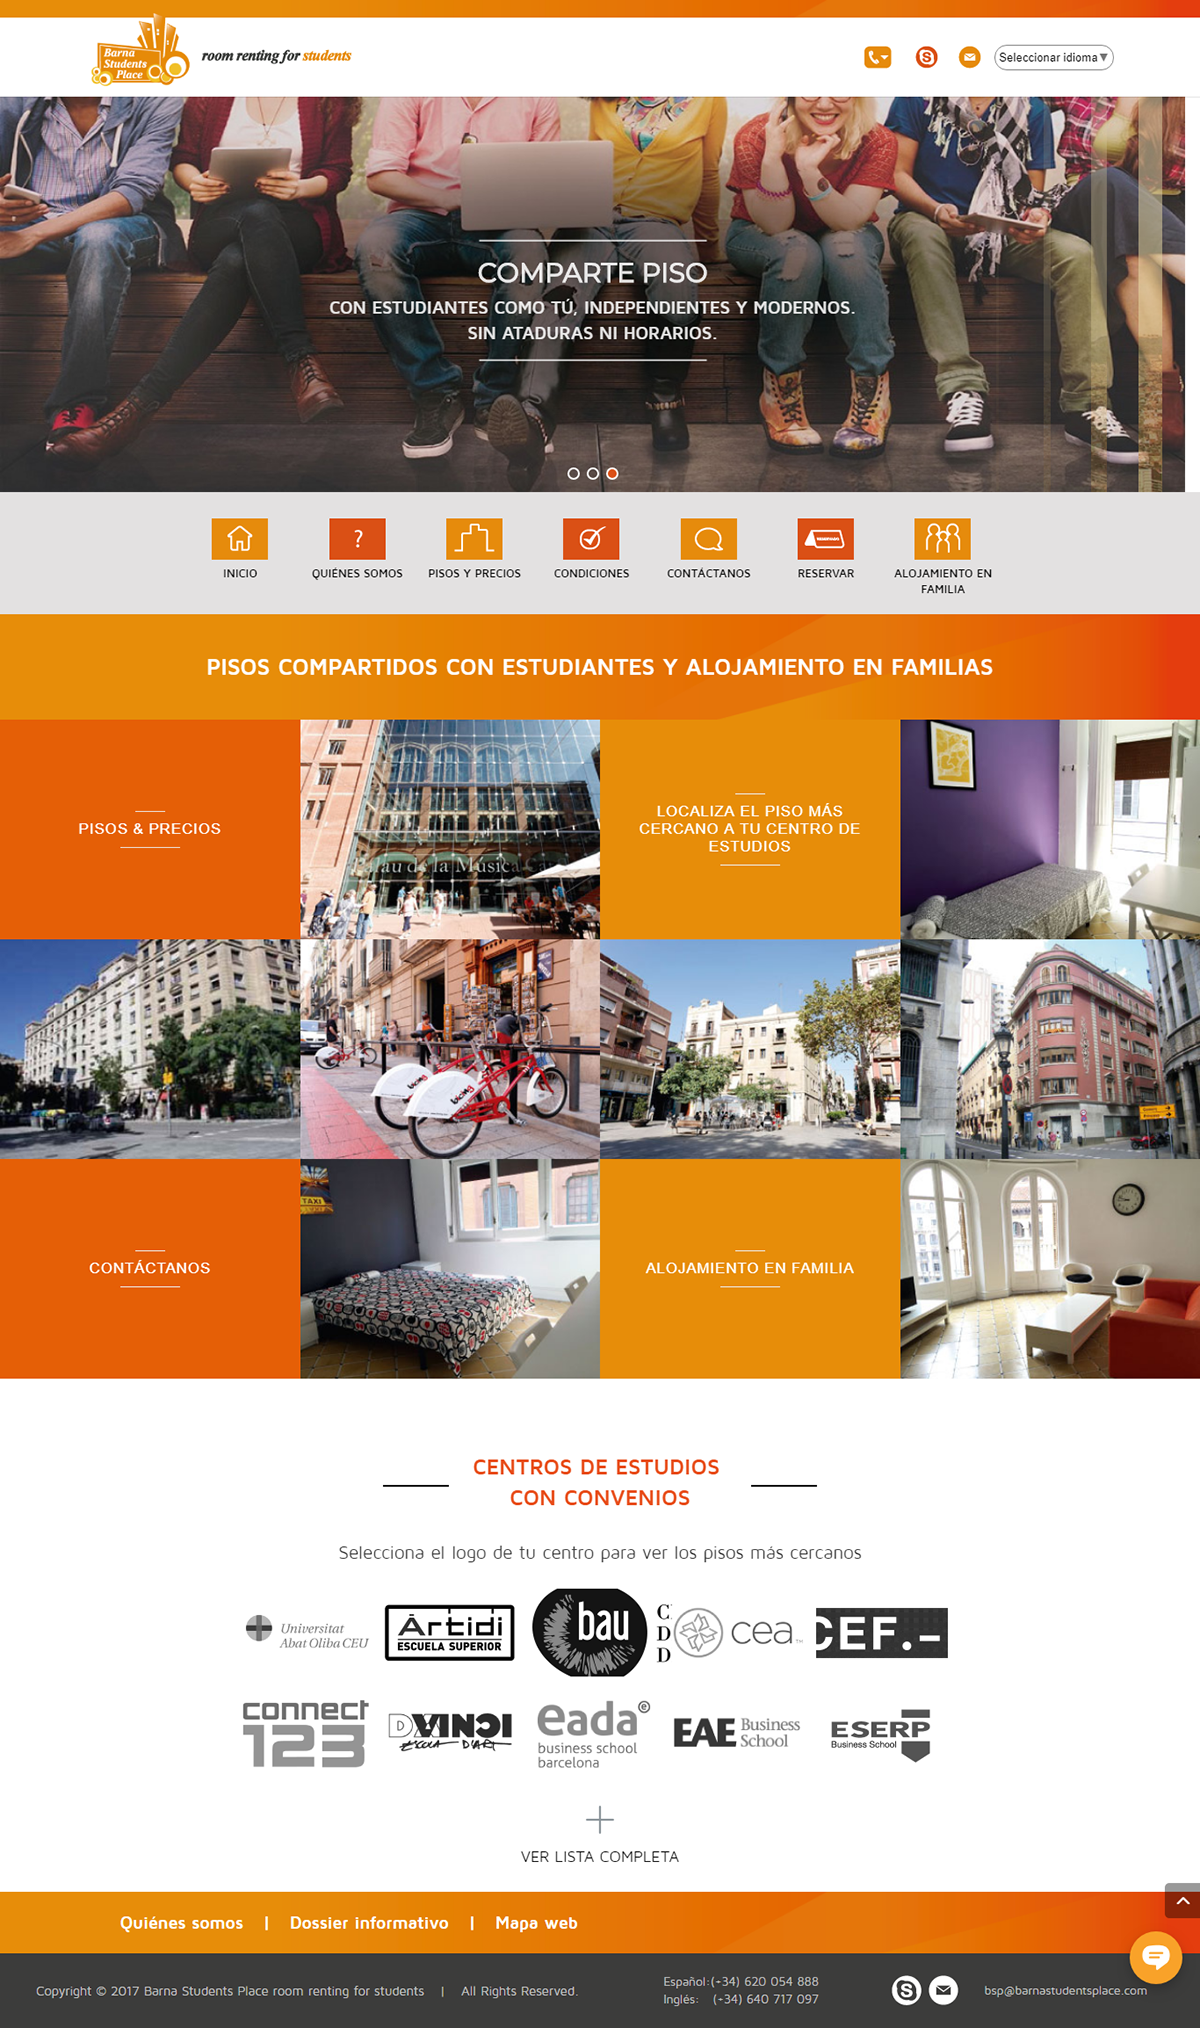 Barna
Students
Place
room renting for students
Seleccionar idioma
COMPARTE PISO
CON ESTUDIANTES COMO TÚ, INDEPENDIENTES Y MODERNOS.
SIN ATADURAS NI HORARIOS.
INICIO
QUIÉNES SOMOS
PISOS Y PRECIOS
CONDICIONES
CONTÁCTANOS
RESERVAR
ALOJAMIENTO EN
FAMILIA
PISOS COMPARTIDOS CON ESTUDIANTES Y ALOJAMIENTO EN FAMILIAS
PISOS & PRECIOS
LOCALIZA EL PISO MÁS
CERCANO A TU CENTRO DE
ESTUDIOS
CONTÁCTANOS
TAXI
ALOJAMIENTO EN FAMILIA
CENTROS DE ESTUDIOS
CON CONVENIOS
Selecciona el logo de tu centro para ver los pisos más cercanos
Universitat
Abat Oliba CEU
Àrtidi
ESCUELA SUPERIOR
bau
C
D
D
cea™
CEF.-
connect
123
DAVINCI
ESCOLA D'ART
eada e
business school
barcelona
EAE Business
School
ESERP
Business School
VER LISTA COMPLETA
Quiénes somos | Dossier informativo | Mapa web
Copyright © 2017 Barna Students Place room renting for students | All Rights Reserved.
Español:(+34) 620 054 888
Inglés: (+34) 640 717 097
bsp@barnastudentsplace.com